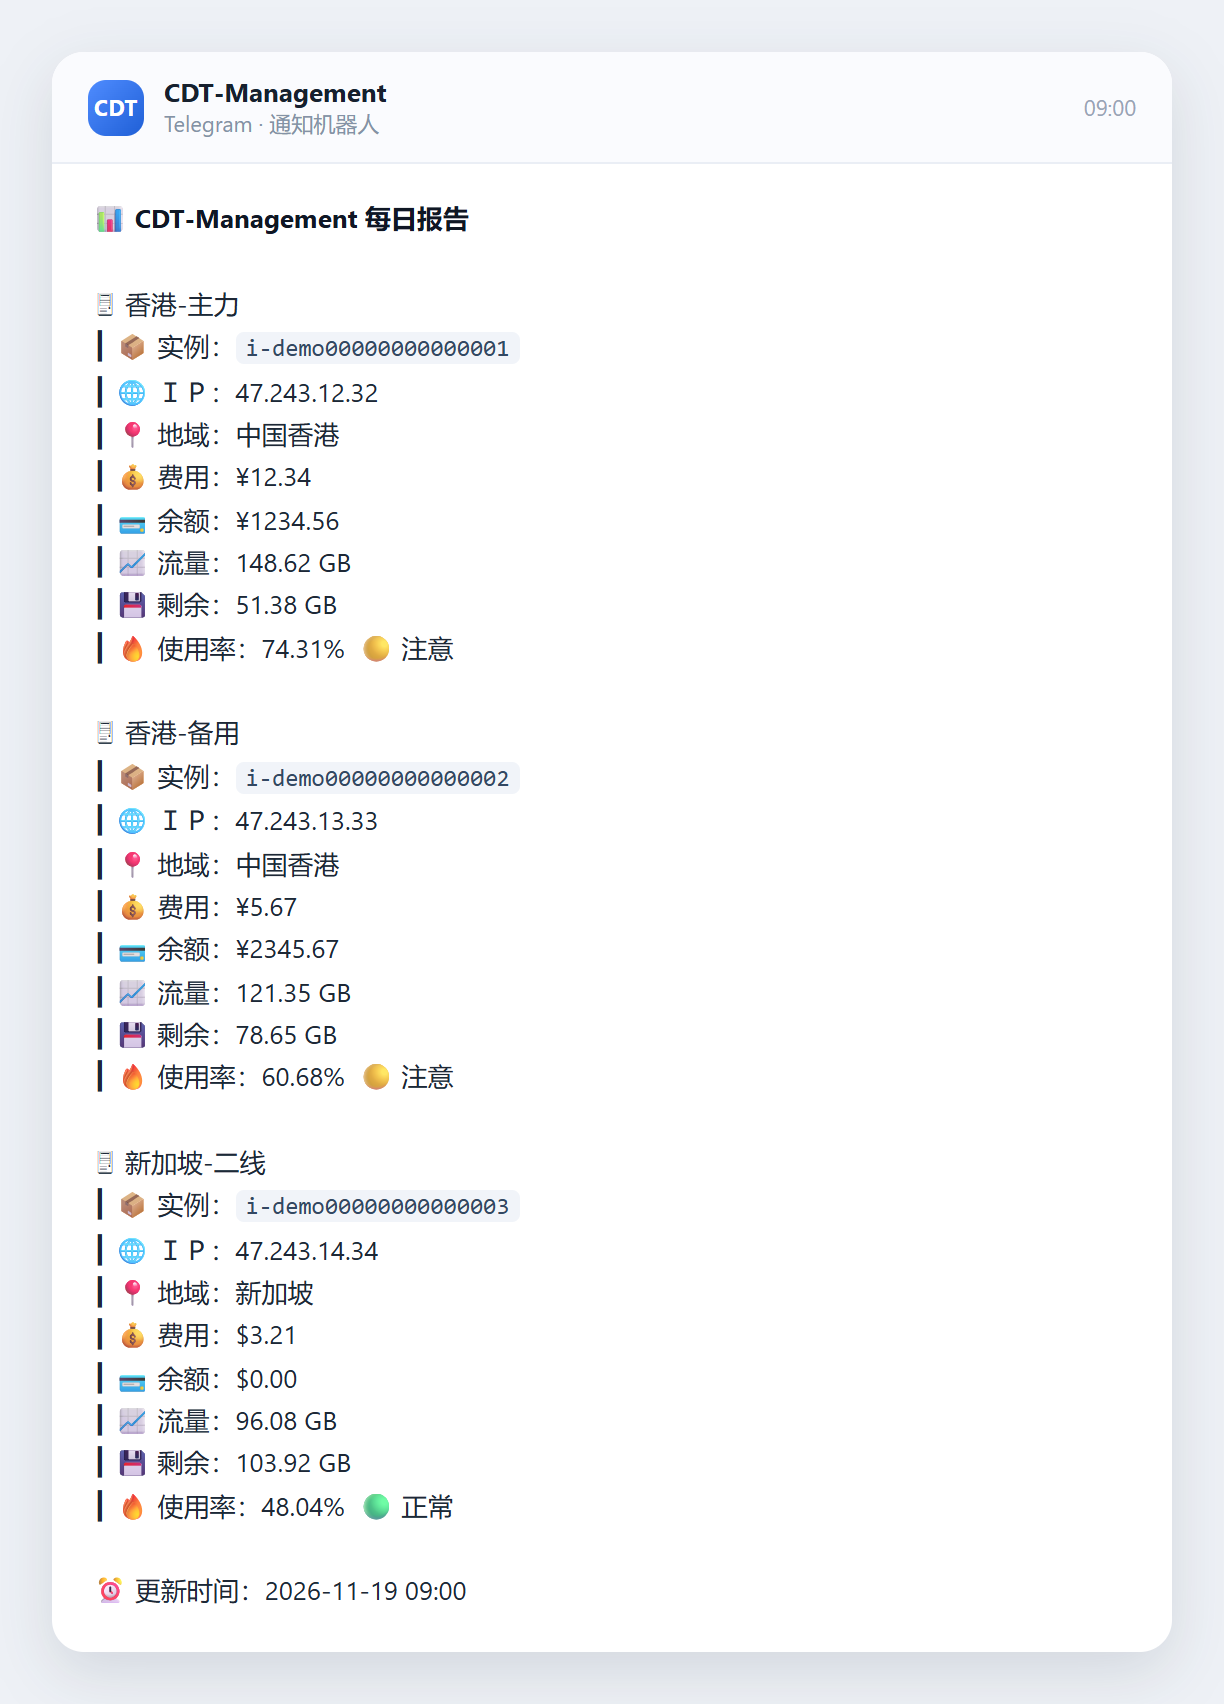 CDT
CDT-Management
Telegram · 通知机器人
09:00
📊 CDT-Management 每日报告
🧾 香港-主力
┃ 📦 实例：i-demo00000000000001
┃ 🌐 ＩＰ：47.243.12.32
┃ 📍 地域：中国香港
┃ 💰 费用：¥12.34
┃ 💳 余额：¥1234.56
┃ 📈 流量：148.62 GB
┃ 💾 剩余：51.38 GB
┃ 🔥 使用率：74.31% 🟡 注意
🧾 香港-备用
┃ 📦 实例：i-demo00000000000002
┃ 🌐 ＩＰ：47.243.13.33
┃ 📍 地域：中国香港
┃ 💰 费用：¥5.67
┃ 💳 余额：¥2345.67
┃ 📈 流量：121.35 GB
┃ 💾 剩余：78.65 GB
┃ 🔥 使用率：60.68% 🟡 注意
🧾 新加坡-二线
┃ 📦 实例：i-demo00000000000003
┃ 🌐 ＩＰ：47.243.14.34
┃ 📍 地域：新加坡
┃ 💰 费用：$3.21
┃ 💳 余额：$0.00
┃ 📈 流量：96.08 GB
┃ 💾 剩余：103.92 GB
┃ 🔥 使用率：48.04% 🟢 正常
⏰ 更新时间：2026-11-19 09:00